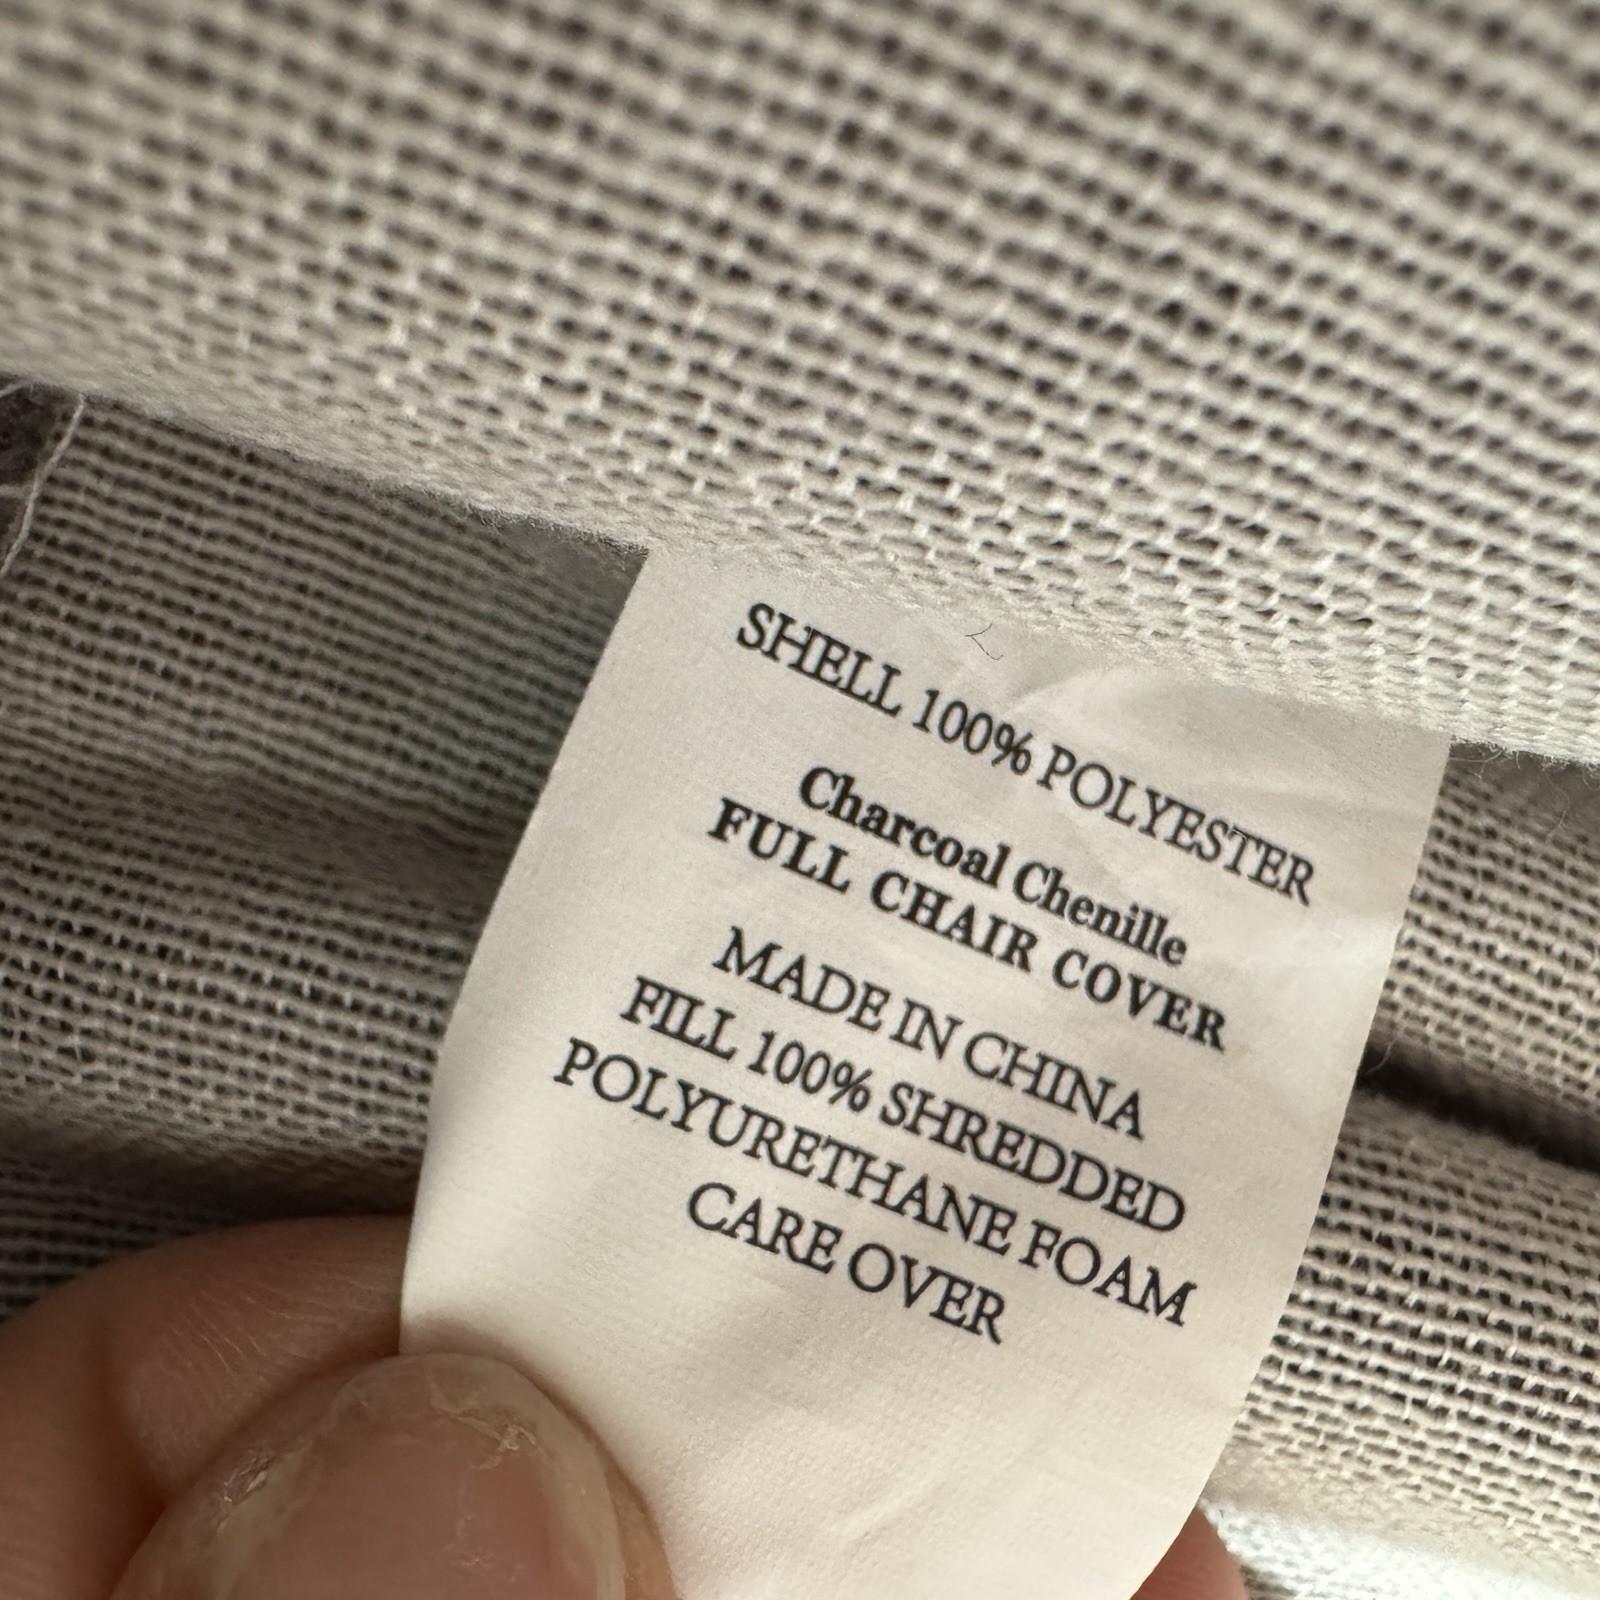 SHELL 100% POLYESTER
Charcoal Chenille
FULL CHAIR COVER
MADE IN CHINA
FILL 100% SHREDDED
POLYURETHANE FOAM
CARE OVER